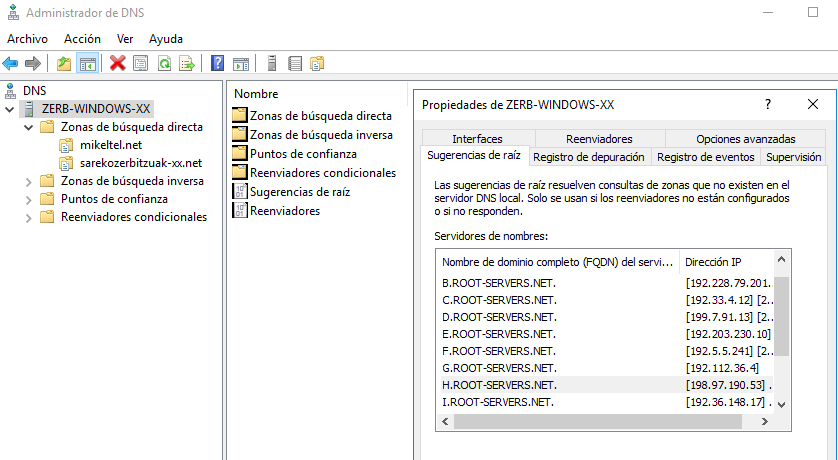 Administrador de DNS
Archivo Acción Ver Ayuda
DNS
ZERB-WINDOWS-XX
Zonas de búsqueda directa
mikeltel.net
sarekozerbitzuak-xx.net
Zonas de búsqueda inversa
Puntos de confianza
Reenviadores condicionales
Nombre
Zonas de búsqueda directa
Zonas de búsqueda inversa
Puntos de confianza
Reenviadores condicionales
Sugerencias de raíz
Reenviadores
Propiedades de ZERB-WINDOWS-XX
Interfaces Reenviadores Opciones avanzadas
Sugerencias de raíz Registro de depuración Registro de eventos Supervisión
Las sugerencias de raíz resuelven consultas de zonas que no existen en el
servidor DNS local. Solo se usan si los reenviadores no están configurados
o si no responden.
Servidores de nombres:
Nombre de dominio completo (FQDN) del servi... Dirección IP
B.ROOT-SERVERS.NET. [192.228.79.201...
C.ROOT-SERVERS.NET. [192.33.4.12] [2...
D.ROOT-SERVERS.NET. [199.7.91.13] [2...
E.ROOT-SERVERS.NET. [192.203.230.10]
F.ROOT-SERVERS.NET. [192.5.5.241] [2...
G.ROOT-SERVERS.NET. [192.112.36.4]
H.ROOT-SERVERS.NET. [198.97.190.53] .
I.ROOT-SERVERS.NET. [192.36.148.17] .